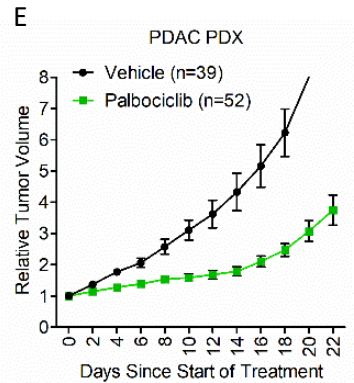 E
PDAC PDX
Vehicle (n=39)
Palbociclib (n=52)
Relative Tumor Volume
8
7
6
5
4
3
2
1
0
0 2 4 6 8 10 12 14 16 18 20 22
Days Since Start of Treatment